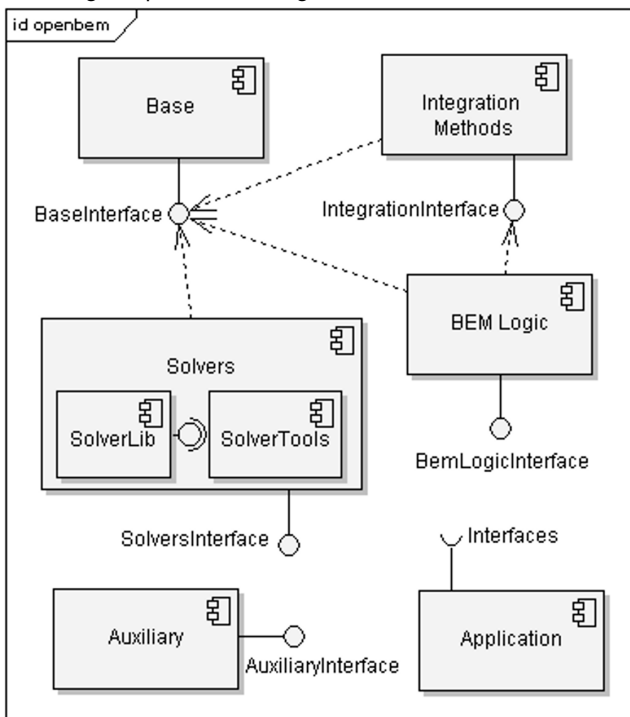 id openbem
Base
Integration
Methods
BaseInterface
IntegrationInterface
BEM Logic
Solvers
SolverLib
SolverTools
BemLogicInterface
SolversInterface
Interfaces
Auxiliary
AuxiliaryInterface
Application